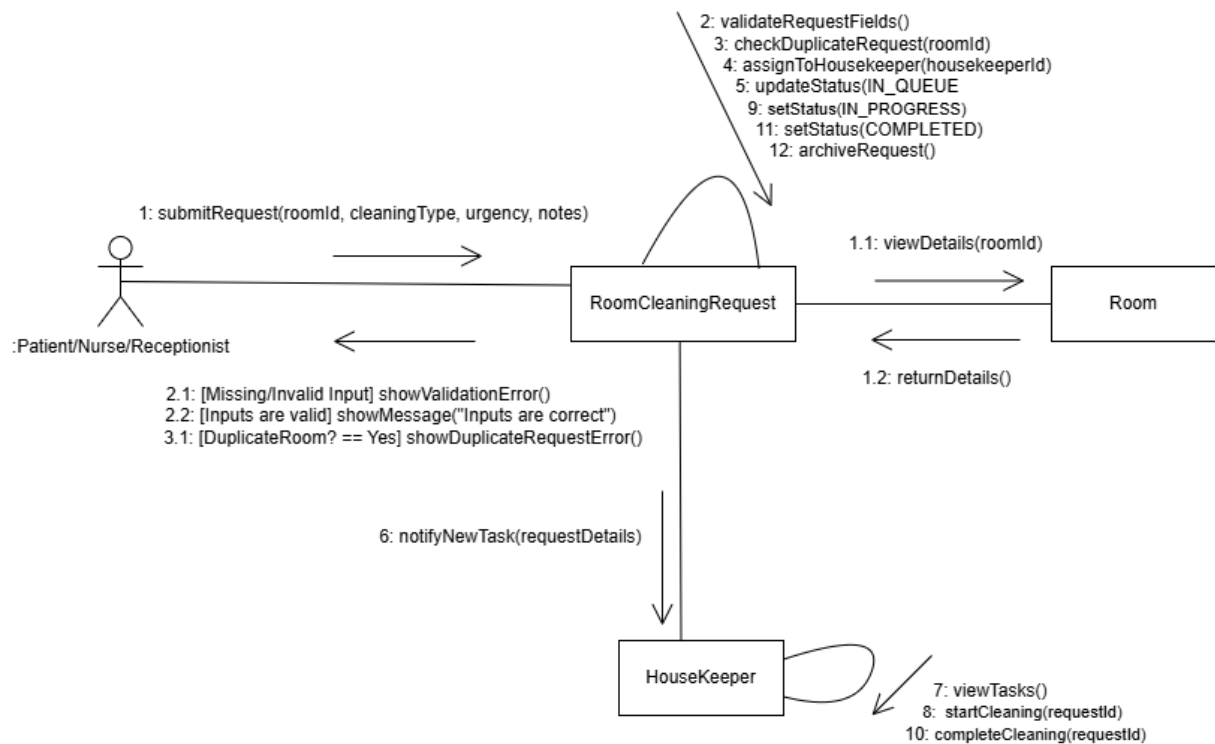 2: validateRequestFields()
3: checkDuplicateRequest(roomId)
4: assignToHousekeeper(housekeeperId)
5: updateStatus(IN_QUEUE
9: setStatus(IN_PROGRESS)
11: setStatus(COMPLETED)
12: archiveRequest()
1: submitRequest(roomId, cleaningType, urgency, notes)
1.1: viewDetails(roomId)
RoomCleaningRequest
Room
:Patient/Nurse/Receptionist
1.2: returnDetails()
2.1: [Missing/Invalid Input] showValidationError()
2.2: [Inputs are valid] showMessage("Inputs are correct")
3.1: [DuplicateRoom? == Yes] showDuplicateRequestError()
6: notifyNewTask(requestDetails)
HouseKeeper
7: viewTasks()
8: startCleaning(requestId)
10: completeCleaning(requestId)